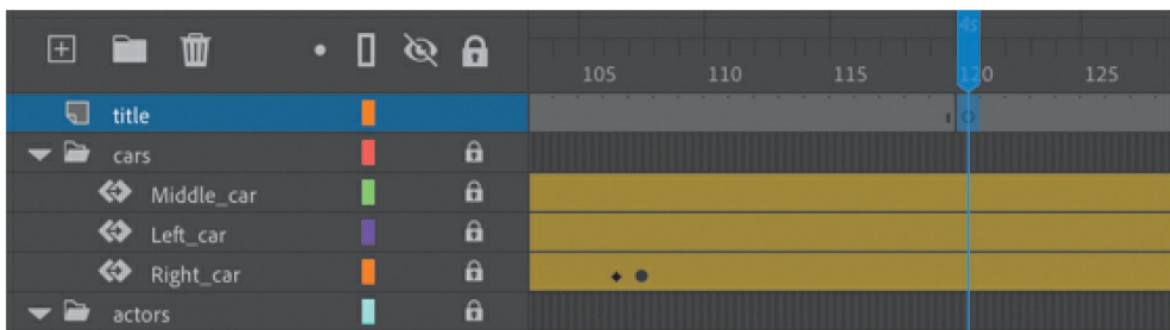 4s
105 110 115 120 125
title
cars
Middle_car
Left_car
Right_car
actors